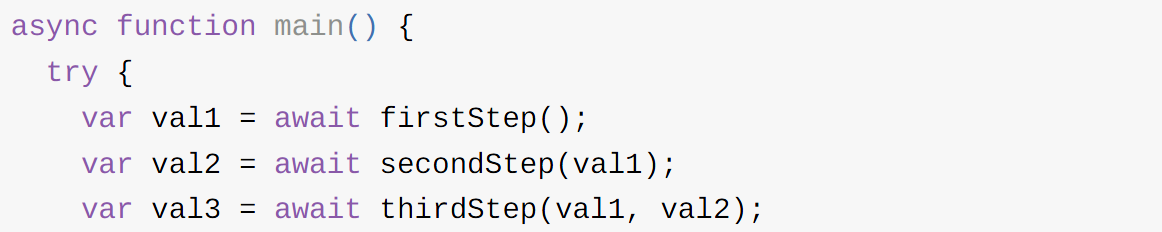 async function main() {
  try {
    var val1 = await firstStep();
    var val2 = await secondStep(val1);
    var val3 = await thirdStep(val1, val2);